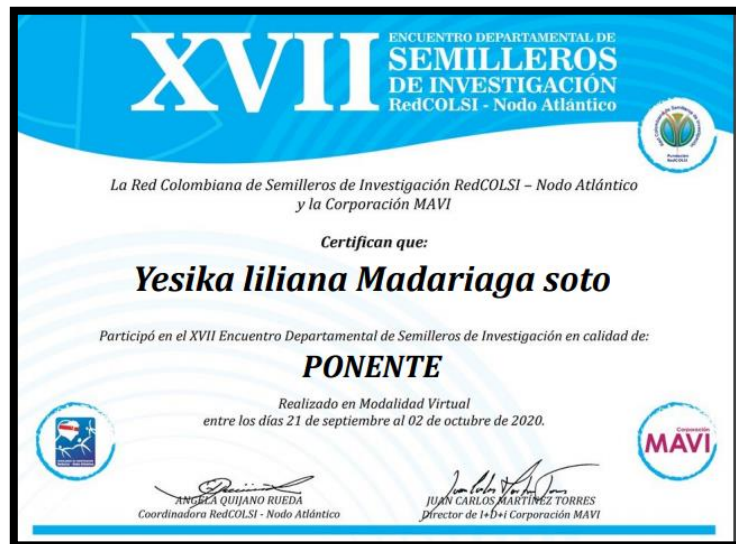 XVII
ENCUENTRO DEPARTAMENTAL DE
SEMILLEROS
DE INVESTIGACIÓN
RedCOLSI - Nodo Atlántico
Fundación
RedCOLSI
La Red Colombiana de Semilleros de Investigación RedCOLSI – Nodo Atlántico
y la Corporación MAVI
Certifican que:
Yesika liliana Madariaga soto
Participó en el XVII Encuentro Departamental de Semilleros de Investigación en calidad de:
PONENTE
Realizado en Modalidad Virtual
entre los días 21 de septiembre al 02 de octubre de 2020.
Corporación
MAVI
ANGELA QUIJANO RUEDA
Coordinadora RedCOLSI - Nodo Atlántico
JUAN CARLOS MARTÍNEZ TORRES
Director de I+D+i Corporación MAVI